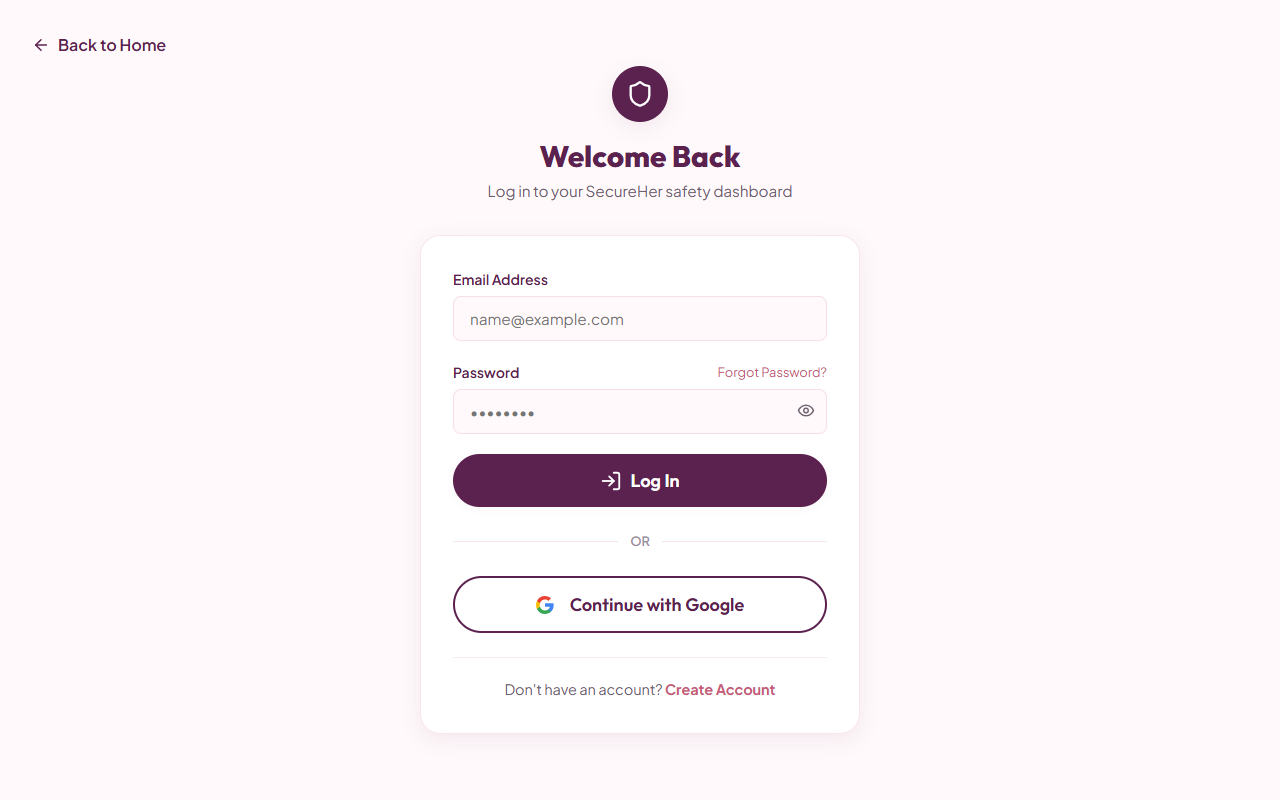 Back to Home
Welcome Back
Log in to your SecureHer safety dashboard
Email Address
name@example.com
Password Forgot Password?
••••••••
Log In
OR
Continue with Google
Don't have an account? Create Account